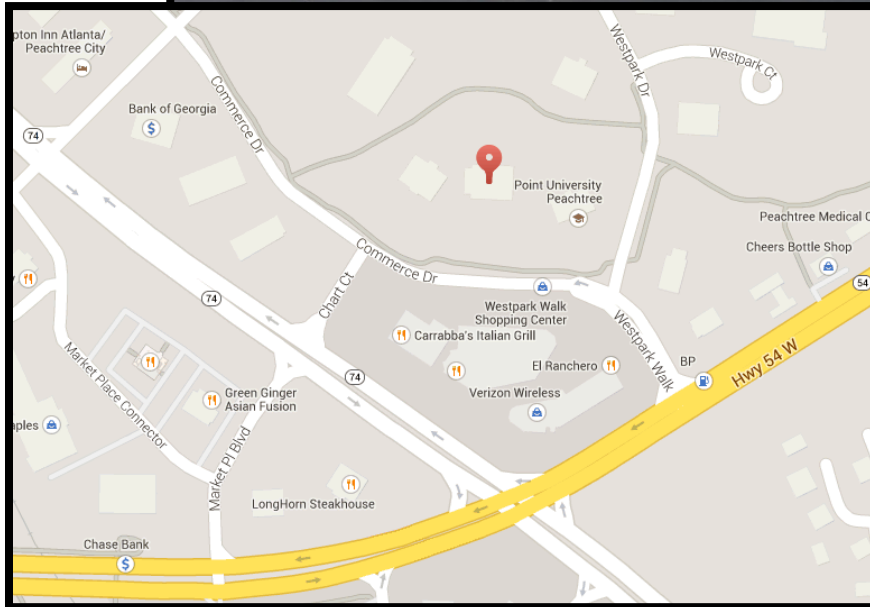 pton Inn Atlanta/
Peachtree City
Westpark Dr
Westpark Ct
Commerce Dr
Bank of Georgia
74
Point University
Peachtree
Peachtree Medical C
Cheers Bottle Shop
Commerce Dr
54
Chart Ct
74
Westpark Walk
Shopping Center
Westpark Walk
Carrabba's Italian Grill
El Ranchero
BP
Hwy 54 W
Market Place Connector
74
Verizon Wireless
Green Ginger
Asian Fusion
ples
Market Pl Blvd
LongHorn Steakhouse
Chase Bank